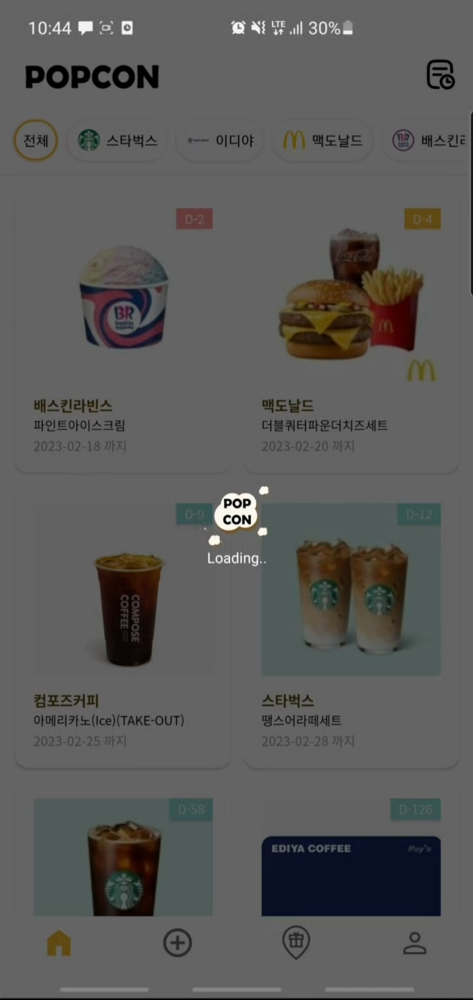 10:44 LTE 30%
POPCON
전체 스타벅스 이디야 맥도날드 배스킨라
D-2 D-4
Coca-Cola
BR
배스킨라빈스 맥도날드
파인트아이스크림 더블쿼터파운더치즈세트
2023-02-18 까지 2023-02-20 까지
D-9 D-12
POP
CON
Loading..
COMPOSE
COFFEE
컴포즈커피 스타벅스
아메리카노(Ice)(TAKE-OUT) 땡스어라떼세트
2023-02-25 까지 2023-02-28 까지
D-58 D-126
EDIYA COFFEE Pay's